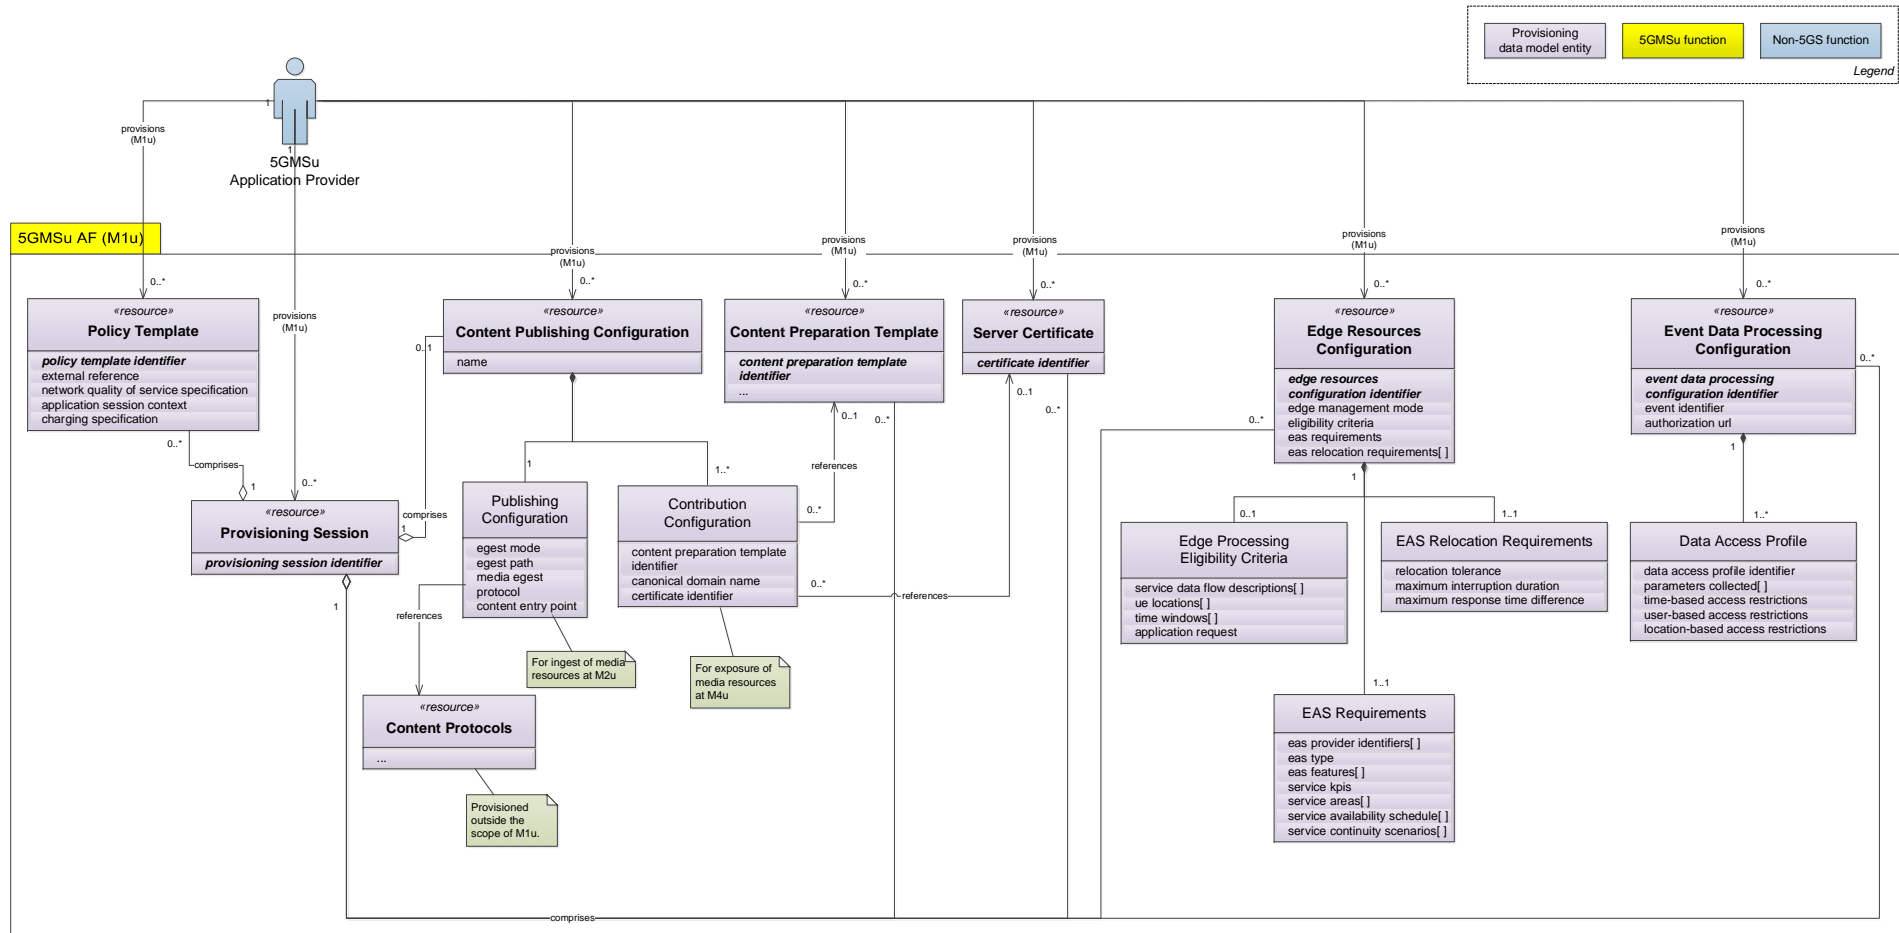 Provisioning
data model entity
5GMSu function
Non-5GS function
Legend
1
1
5GMSu
Application Provider
provisions
(M1u)
5GMSu AF (M1u)
provisions
(M1u)
provisions
(M1u)
provisions
(M1u)
provisions
(M1u)
provisions
(M1u)
provisions
(M1u)
0..*
0..*
0..*
0..*
0..*
0..*
0..*
«resource»
Policy Template
policy template identifier
external reference
network quality of service specification
application session context
charging specification
0..*
comprises
1
«resource»
Provisioning Session
provisioning session identifier
1
1
comprises
0..1
«resource»
Content Publishing Configuration
name
1
1..*
Publishing
Configuration
egest mode
egest path
media egest
protocol
content entry point
references
For ingest of media
resources at M2u
«resource»
Content Protocols
...
Provisioned
outside the
scope of M1u.
Contribution
Configuration
content preparation template
identifier
canonical domain name
certificate identifier
For exposure of
media resources
at M4u
0..*
references
0..1
0..*
references
0..1
«resource»
Content Preparation Template
content preparation template
identifier
...
0..*
«resource»
Server Certificate
certificate identifier
0..*
«resource»
Edge Resources
Configuration
edge resources
configuration identifier
edge management mode
eligibility criteria
eas requirements
eas relocation requirements[ ]
0..*
1
0..1
1..1
1..1
Edge Processing
Eligibility Criteria
service data flow descriptions[ ]
ue locations[ ]
time windows[ ]
application request
EAS Relocation Requirements
relocation tolerance
maximum interruption duration
maximum response time difference
EAS Requirements
eas provider identifiers[ ]
eas type
eas features[ ]
service kpis
service areas[ ]
service availability schedule[ ]
service continuity scenarios[ ]
«resource»
Event Data Processing
Configuration
event data processing
configuration identifier
event identifier
authorization url
0..*
1
1..*
Data Access Profile
data access profile identifier
parameters collected[ ]
time-based access restrictions
user-based access restrictions
location-based access restrictions
comprises